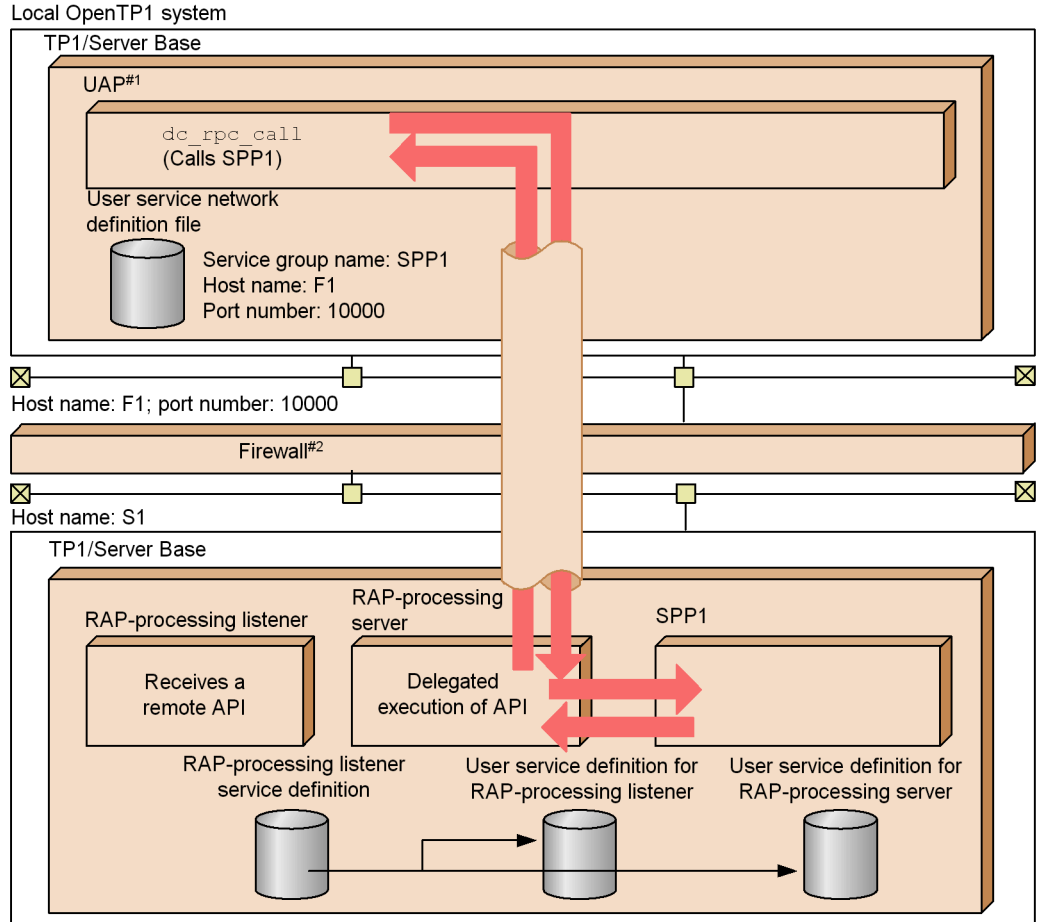 Local OpenTP1 system
TP1/Server Base
UAP#1
dc_rpc_call
(Calls SPP1)
User service network
definition file
Service group name: SPP1
Host name: F1
Port number: 10000
Host name: F1; port number: 10000
Firewall#2
Host name: S1
TP1/Server Base
RAP-processing listener
RAP-processing
server
SPP1
Receives a
remote API
Delegated
execution of API
RAP-processing listener
service definition
User service definition for
RAP-processing listener
User service definition for
RAP-processing server